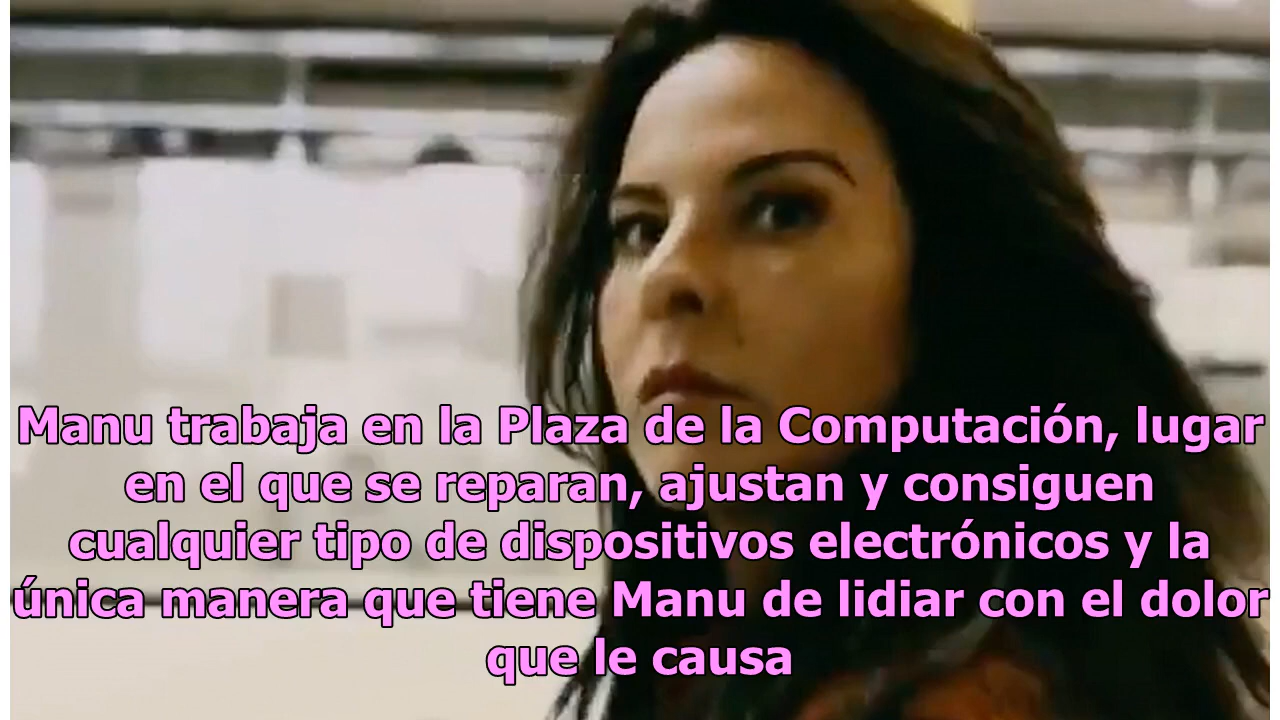 Manu trabaja en la Plaza de la Computación, lugar
en el que se reparan, ajustan y consiguen
cualquier tipo de dispositivos electrónicos y la
única manera que tiene Manu de lidiar con el dolor
que le causa